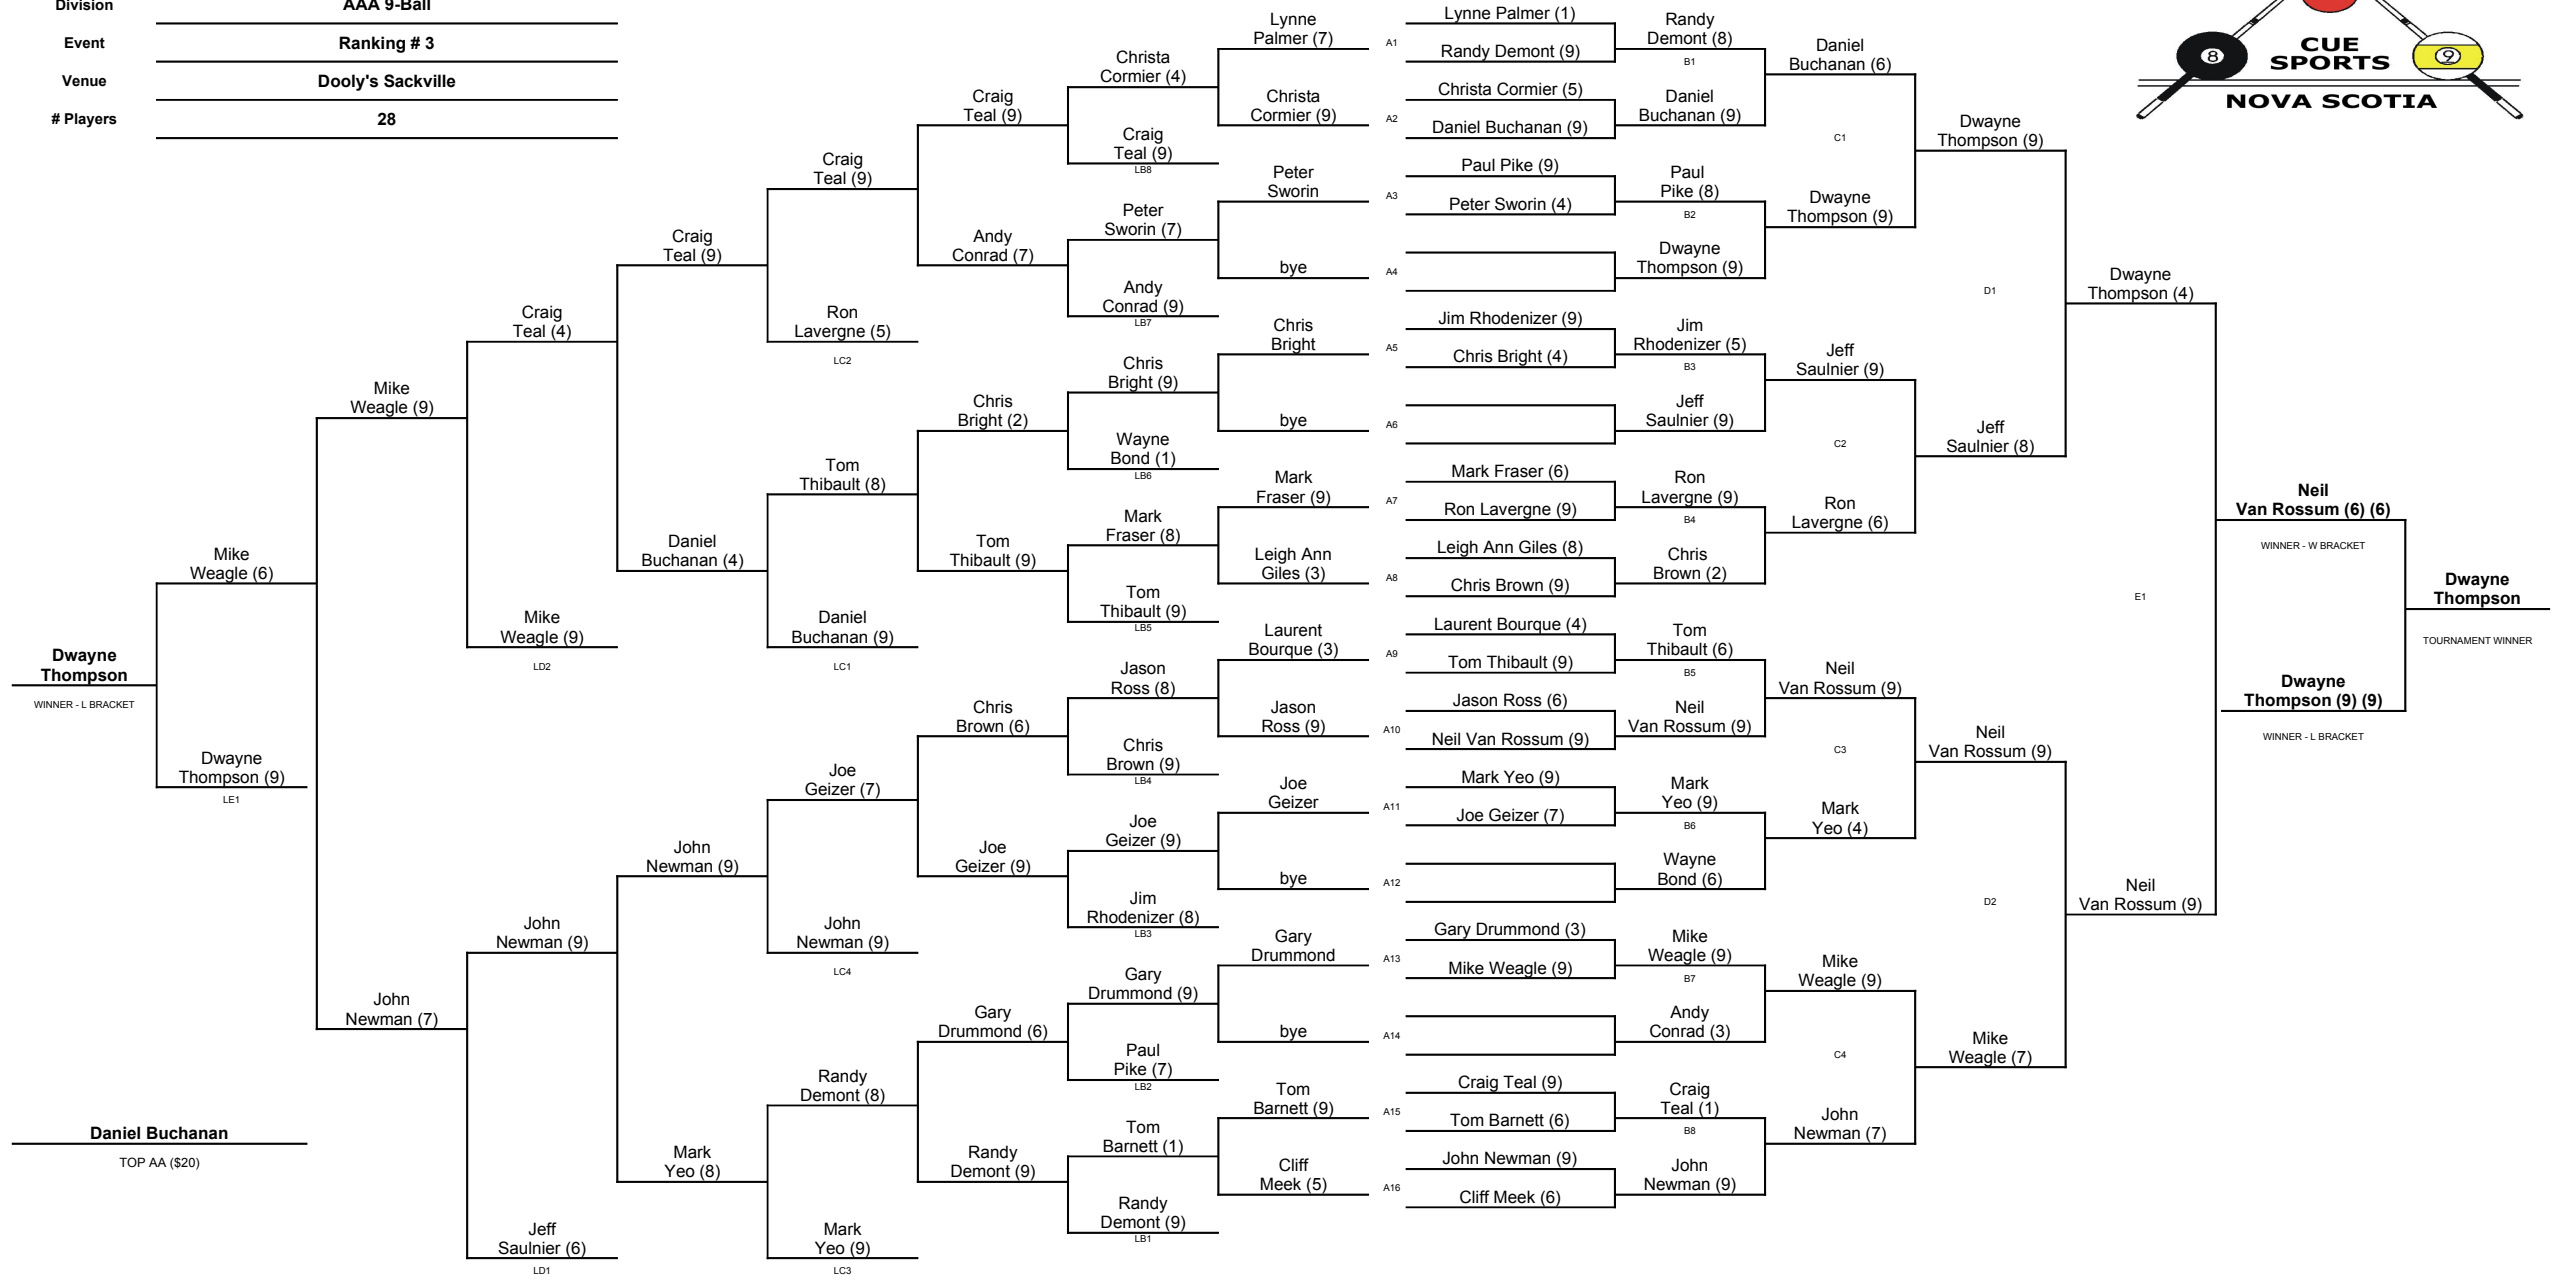 Division
AAA 9-Ball
Event
Ranking # 3
Venue
Dooly's Sackville
# Players
28
8
9
CUE
SPORTS
NOVA SCOTIA
Dwayne
Thompson
WINNER - L BRACKET
Daniel Buchanan
TOP AA ($20)
Mike
Weagle (6)
Dwayne
Thompson (9)
LE1
Mike
Weagle (9)
John
Newman (7)
Craig
Teal (4)
Mike
Weagle (9)
LD2
John
Newman (9)
Jeff
Saulnier (6)
LD1
Craig
Teal (9)
Daniel
Buchanan (4)
John
Newman (9)
Mark
Yeo (8)
Craig
Teal (9)
Ron
Lavergne (5)
LC2
Tom
Thibault (8)
Daniel
Buchanan (9)
LC1
Joe
Geizer (7)
John
Newman (9)
LC4
Randy
Demont (8)
Mark
Yeo (9)
LC3
Craig
Teal (9)
Andy
Conrad (7)
Chris
Bright (2)
Tom
Thibault (9)
Chris
Brown (6)
Joe
Geizer (9)
Gary
Drummond (6)
Randy
Demont (9)
Christa
Cormier (4)
Craig
Teal (9)
LB8
Peter
Sworin (7)
Andy
Conrad (9)
LB7
Chris
Bright (9)
Wayne
Bond (1)
LB6
Mark
Fraser (8)
Tom
Thibault (9)
LB5
Jason
Ross (8)
Chris
Brown (9)
LB4
Joe
Geizer (9)
Jim
Rhodenizer (8)
LB3
Gary
Drummond (9)
Paul
Pike (7)
LB2
Tom
Barnett (1)
Randy
Demont (9)
LB1
Lynne
Palmer (7)
Christa
Cormier (9)
Peter
Sworin
bye
Chris
Bright
bye
Mark
Fraser (9)
Leigh Ann
Giles (3)
Laurent
Bourque (3)
Jason
Ross (9)
Joe
Geizer
bye
Gary
Drummond
bye
Tom
Barnett (9)
Cliff
Meek (5)
A1
A2
A3
A4
A5
A6
A7
A8
A9
A10
A11
A12
A13
A14
A15
A16
Lynne Palmer (1)
Randy Demont (9)
Christa Cormier (5)
Daniel Buchanan (9)
Paul Pike (9)
Peter Sworin (4)
Jim Rhodenizer (9)
Chris Bright (4)
Mark Fraser (6)
Ron Lavergne (9)
Leigh Ann Giles (8)
Chris Brown (9)
Laurent Bourque (4)
Tom Thibault (9)
Jason Ross (6)
Neil Van Rossum (9)
Mark Yeo (9)
Joe Geizer (7)
Gary Drummond (3)
Mike Weagle (9)
Craig Teal (9)
Tom Barnett (6)
John Newman (9)
Cliff Meek (6)
Randy
Demont (8)
B1
Daniel
Buchanan (9)
Paul
Pike (8)
B2
Dwayne
Thompson (9)
Jim
Rhodenizer (5)
B3
Jeff
Saulnier (9)
Ron
Lavergne (9)
B4
Chris
Brown (2)
Tom
Thibault (6)
B5
Neil
Van Rossum (9)
Mark
Yeo (9)
B6
Wayne
Bond (6)
Mike
Weagle (9)
B7
Andy
Conrad (3)
Craig
Teal (1)
B8
John
Newman (9)
Daniel
Buchanan (6)
C1
Dwayne
Thompson (9)
Jeff
Saulnier (9)
C2
Ron
Lavergne (6)
Neil
Van Rossum (9)
C3
Mark
Yeo (4)
Mike
Weagle (9)
C4
John
Newman (7)
Dwayne
Thompson (9)
D1
Jeff
Saulnier (8)
Neil
Van Rossum (9)
D2
Mike
Weagle (7)
Dwayne
Thompson (4)
E1
Neil
Van Rossum (9)
Neil
Van Rossum (6) (6)
WINNER - W BRACKET
Dwayne
Thompson (9) (9)
WINNER - L BRACKET
Dwayne
Thompson
TOURNAMENT WINNER